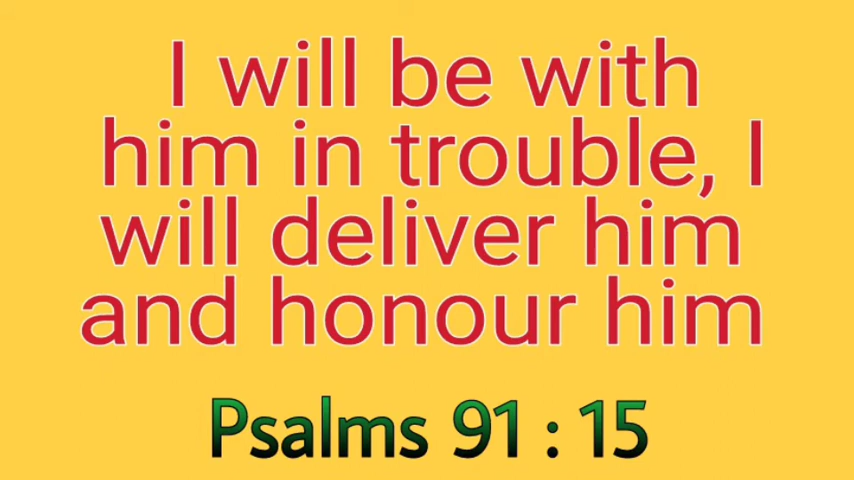 I will be with
him in trouble, I
will deliver him
and honour him
Psalms 91 : 15